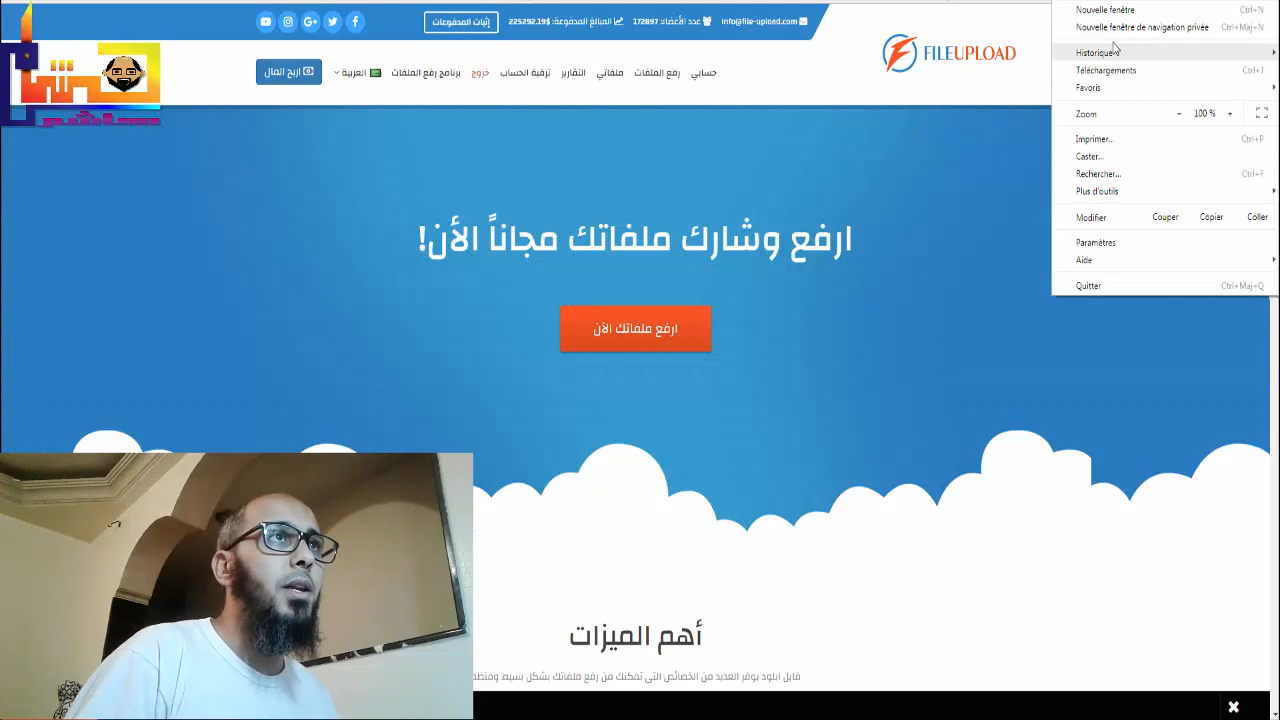 info@file-upload.com
عدد الأعضاء: 172897
المبالغ المدفوعة: 225292.19$
إثبات المدفوعات
FILEUPLOAD
حسابي
رفع الملفات
ملفاتي
التقارير
ترقية الحساب
خروج
برنامج رفع الملفات
العربية
اربح المال
Nouvelle fenêtre Ctrl+N
Nouvelle fenêtre de navigation privée Ctrl+Maj+N
Historique
Téléchargements Ctrl+J
Favoris
Zoom - 100 % +
Imprimer... Ctrl+P
Caster...
Rechercher... Ctrl+F
Plus d'outils
Modifier Couper Copier Coller
Paramètres
Aide
Quitter Ctrl+Maj+Q
ارفع وشارك ملفاتك مجاناً الأن!
ارفع ملفاتك الآن
أهم الميزات
فايل ابلود يوفر العديد من الخصائص التى تمكنك من رفع ملفاتك بشكل بسيط